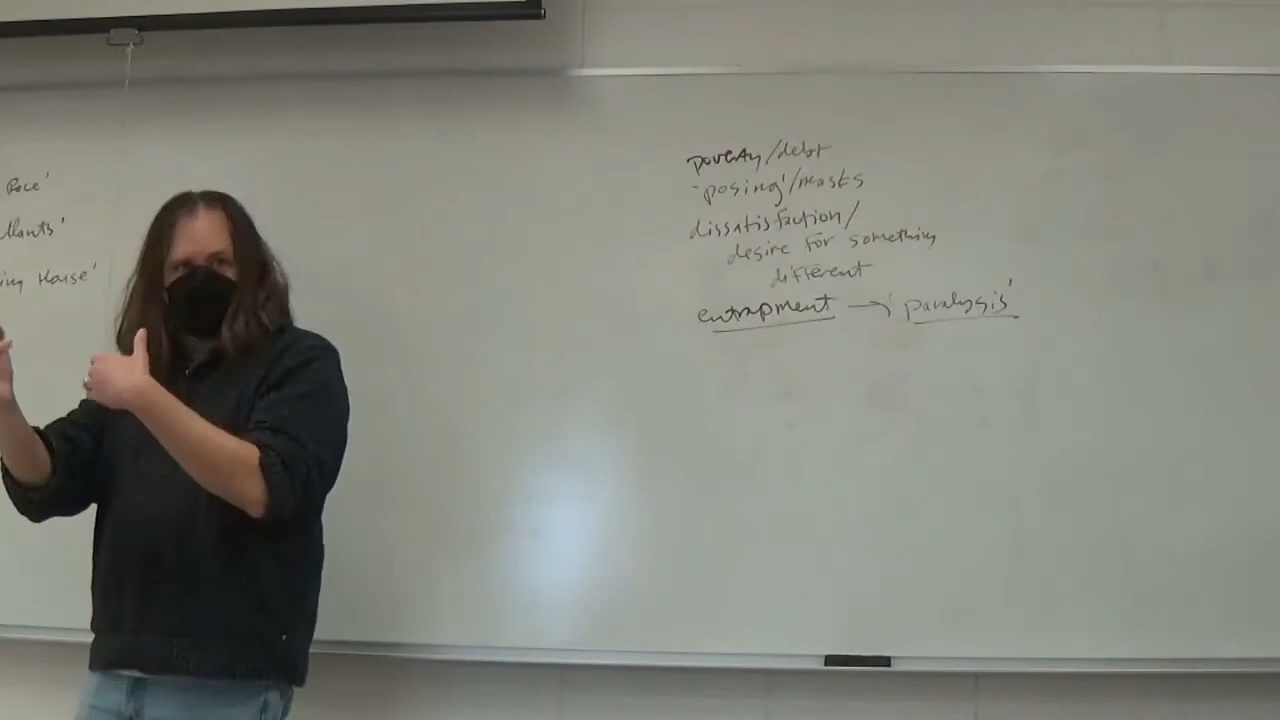 Race'
llants'
ing House'
poverty/debt
'posing'/masks
dissatisfaction/
desire for something
different
entrapment → 'paralysis'